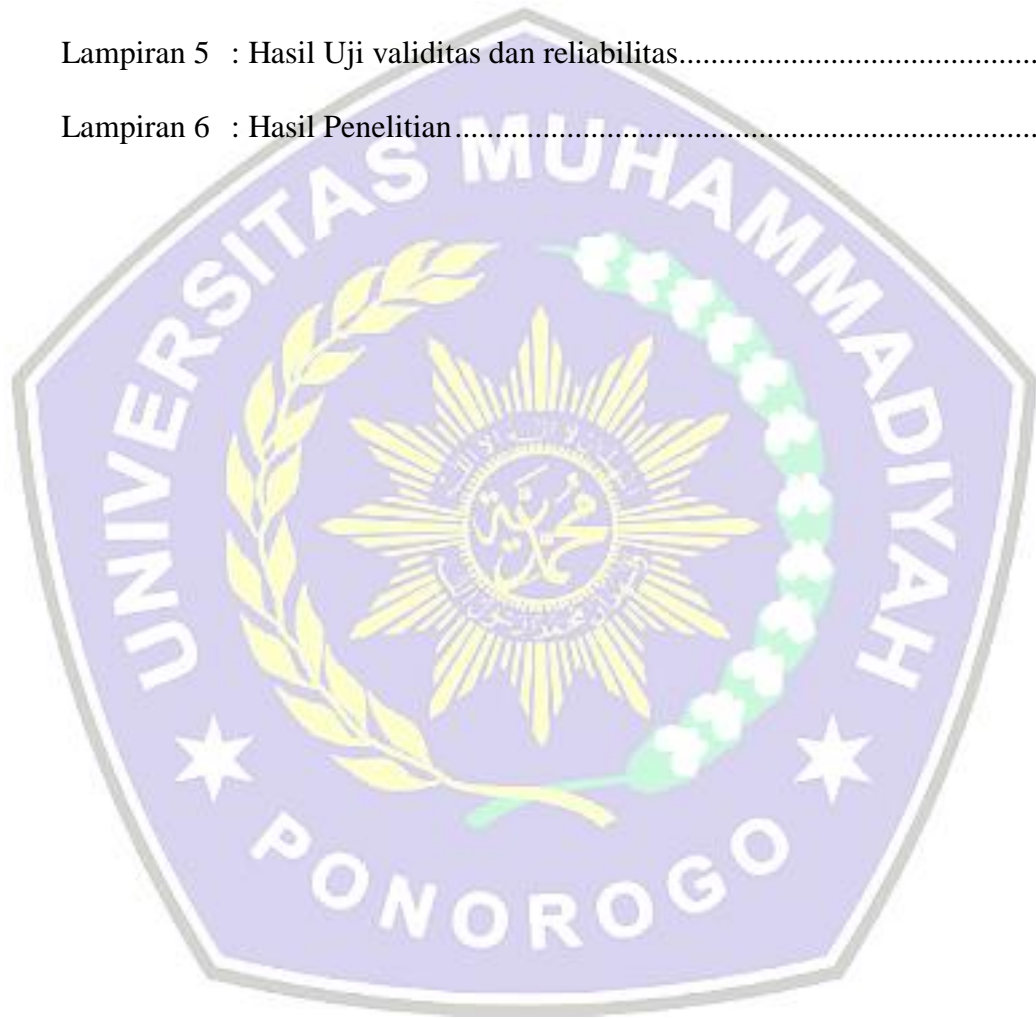 Lampiran 5 : Hasil Uji validitas dan reliabilitas............................................
Lampiran 6 : Hasil Penelitian........................................................................
UNIVERSITAS MUHAMMADIYAH
PONOROGO